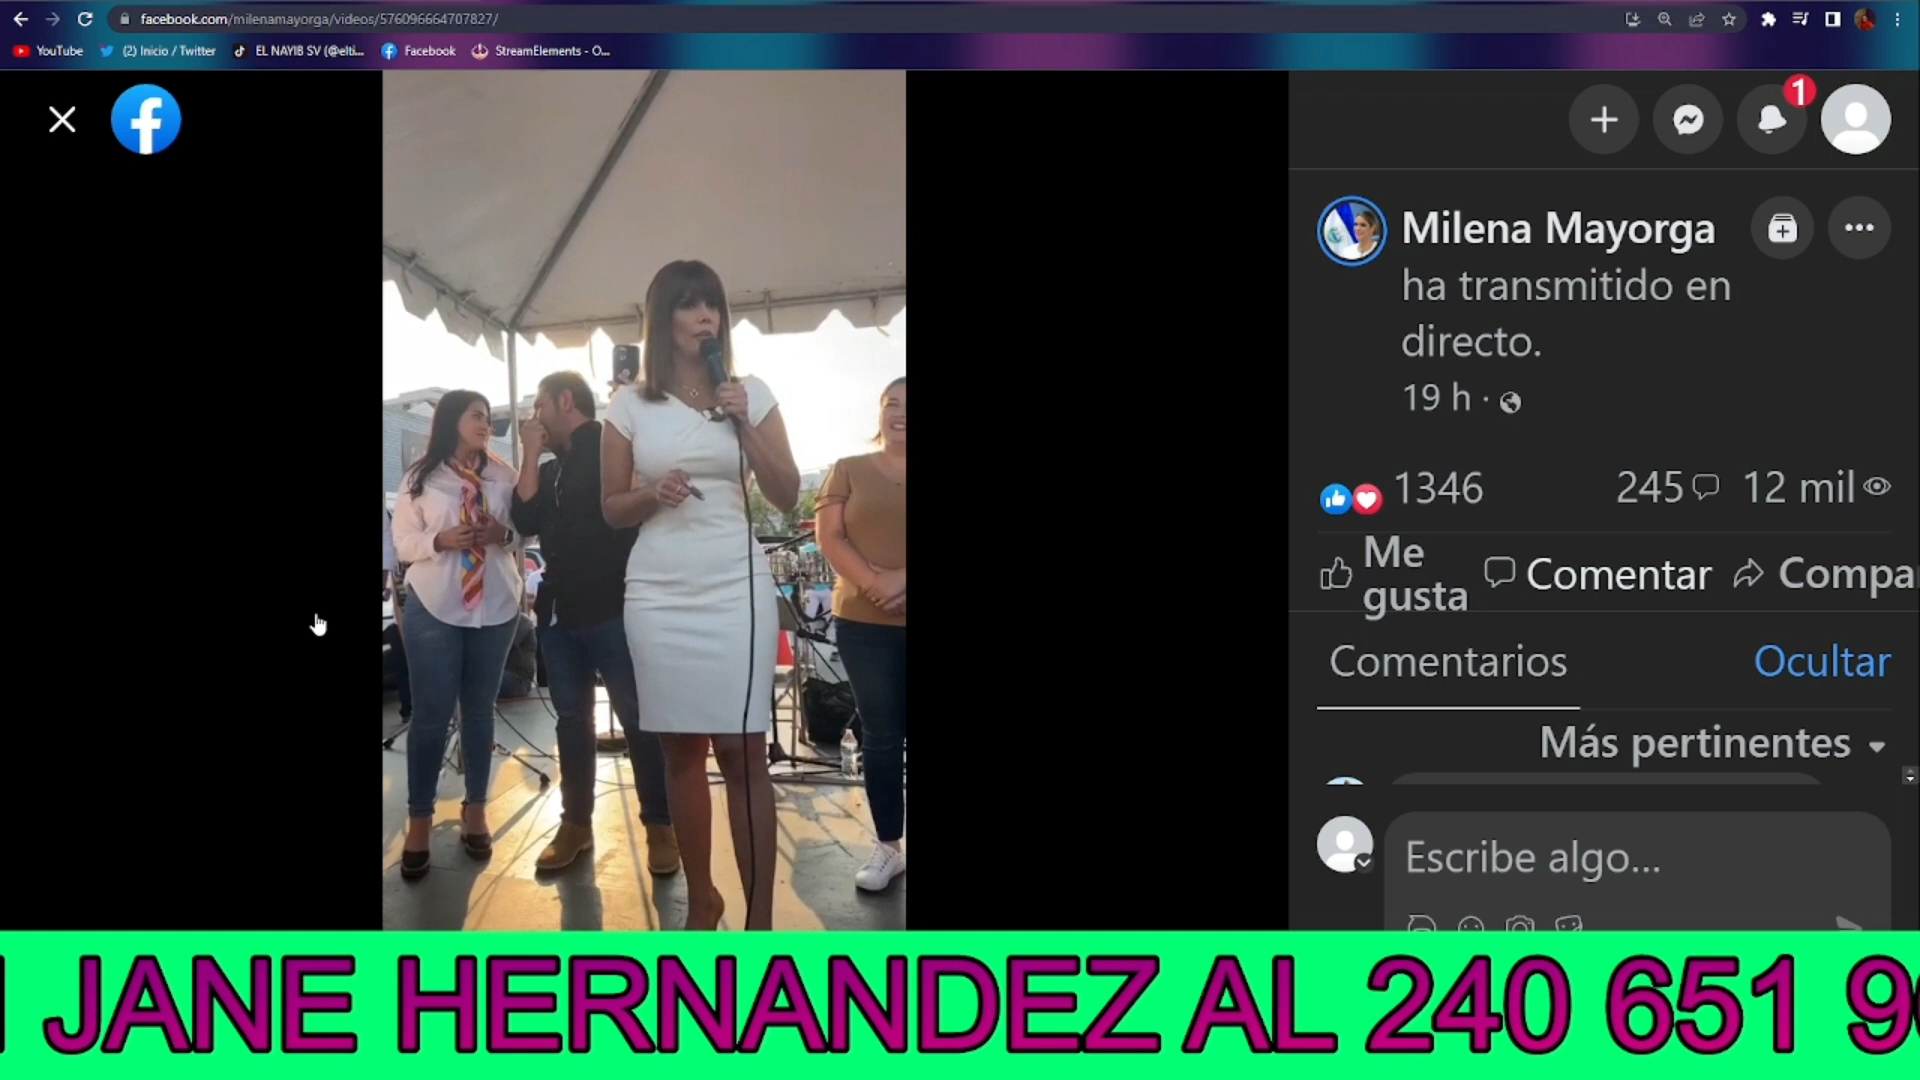 facebook.com/milenamayorga/videos/576096664707827/
YouTube (2) Inicio / Twitter EL NAYIB SV (@elti... Facebook StreamElements - O...
1
Milena Mayorga
ha transmitido en
directo.
19 h ·
1346 245 12 mil
Me gusta Comentar Compa
Comentarios Ocultar
Más pertinentes
Escribe algo...
JANE HERNANDEZ AL 240 651 9